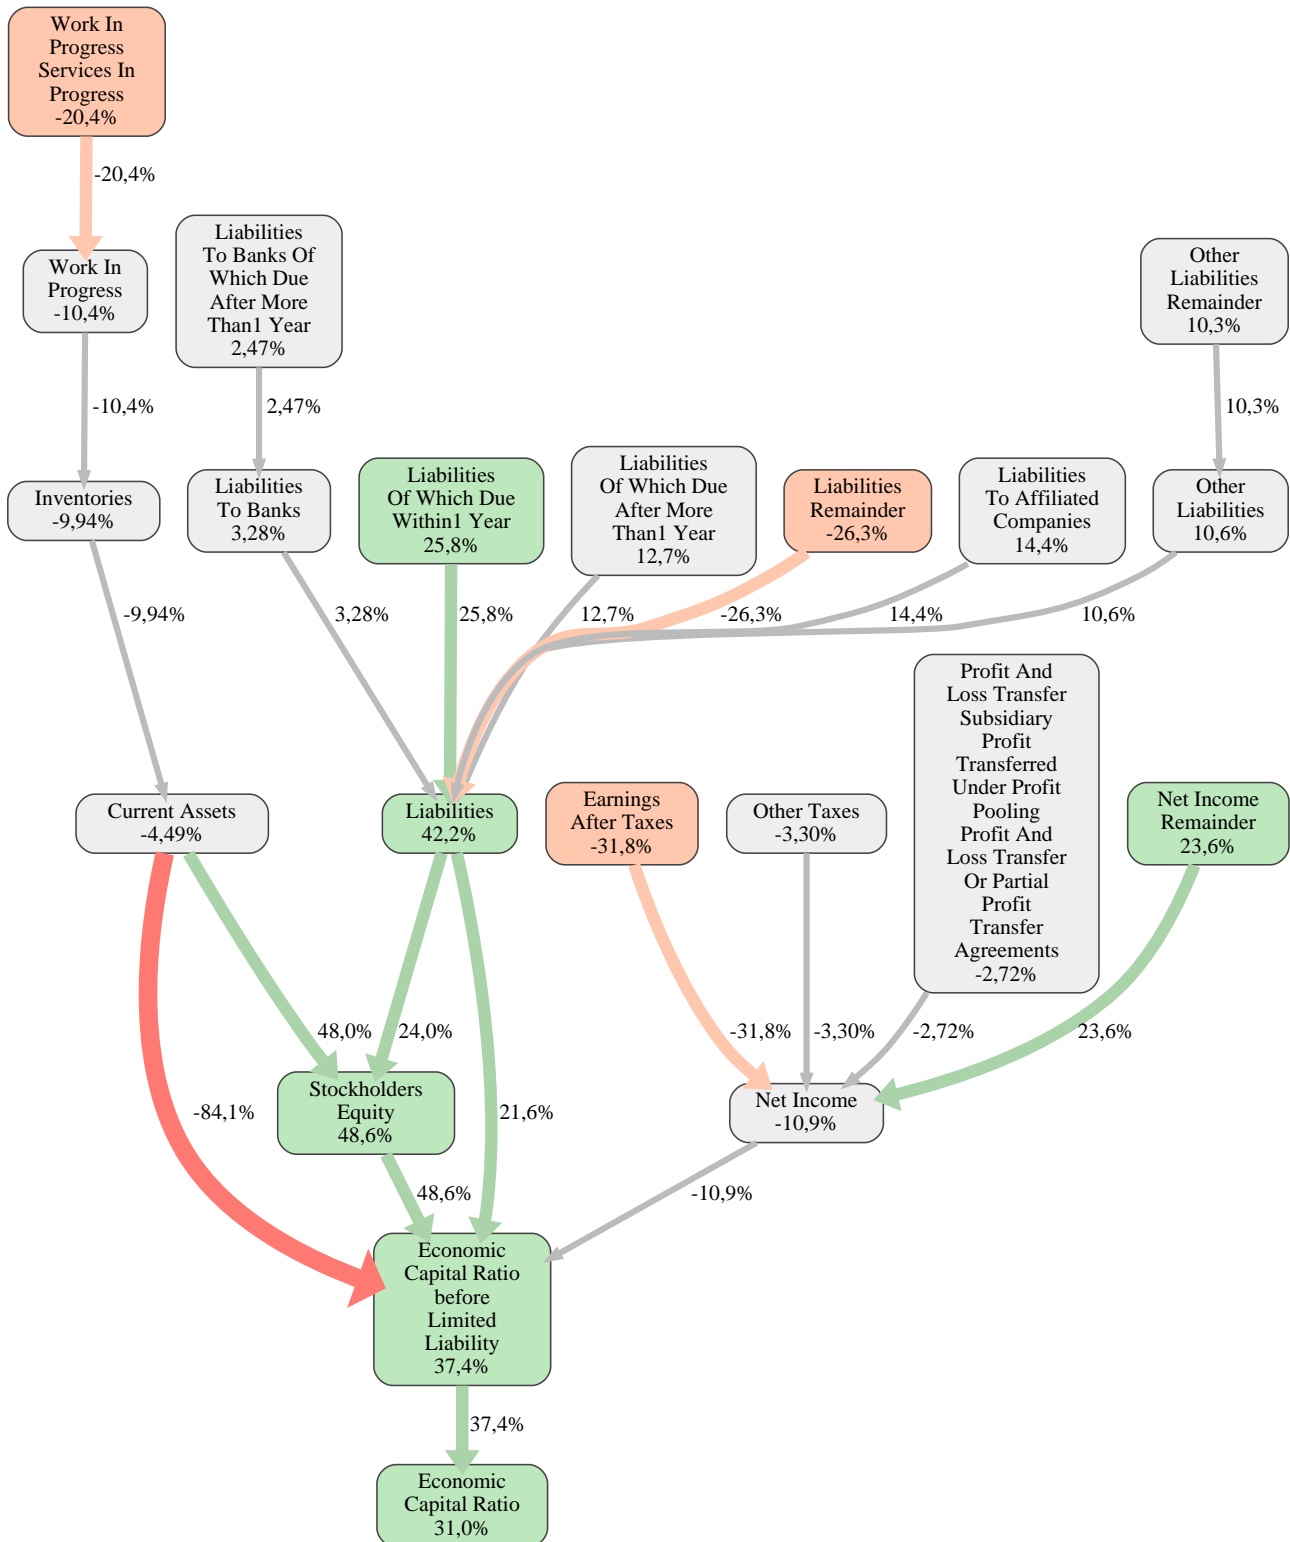 Work In
Progress
Services In
Progress
-20,4%
-20,4%
Work In
Progress
-10,4%
Liabilities
To Banks Of
Which Due
After More
Than1 Year
2,47%
Other
Liabilities
Remainder
10,3%
-10,4%
2,47%
10,3%
Inventories
-9,94%
Liabilities
To Banks
3,28%
Liabilities
Of Which Due
Within1 Year
25,8%
Liabilities
Of Which Due
After More
Than1 Year
12,7%
Liabilities
Remainder
-26,3%
Liabilities
To Affiliated
Companies
14,4%
Other
Liabilities
10,6%
-9,94%
3,28%
25,8%
12,7%
-26,3%
14,4%
10,6%
Current Assets
-4,49%
Liabilities
42,2%
Earnings
After Taxes
-31,8%
Other Taxes
-3,30%
Profit And
Loss Transfer
Subsidiary
Profit
Transferred
Under Profit
Pooling
Profit And
Loss Transfer
Or Partial
Profit
Transfer
Agreements
-2,72%
Net Income
Remainder
23,6%
48,0%
24,0%
-31,8%
-3,30%
-2,72%
23,6%
-84,1%
Stockholders
Equity
48,6%
21,6%
Net Income
-10,9%
48,6%
-10,9%
Economic
Capital Ratio
before
Limited
Liability
37,4%
37,4%
Economic
Capital Ratio
31,0%